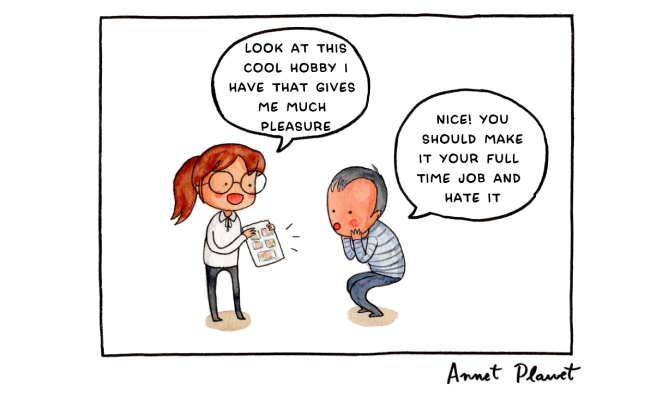 LOOK AT THIS
COOL HOBBY I
HAVE THAT GIVES
ME MUCH
PLEASURE
NICE! YOU
SHOULD MAKE
IT YOUR FULL
TIME JOB AND
HATE IT
Annet Planet